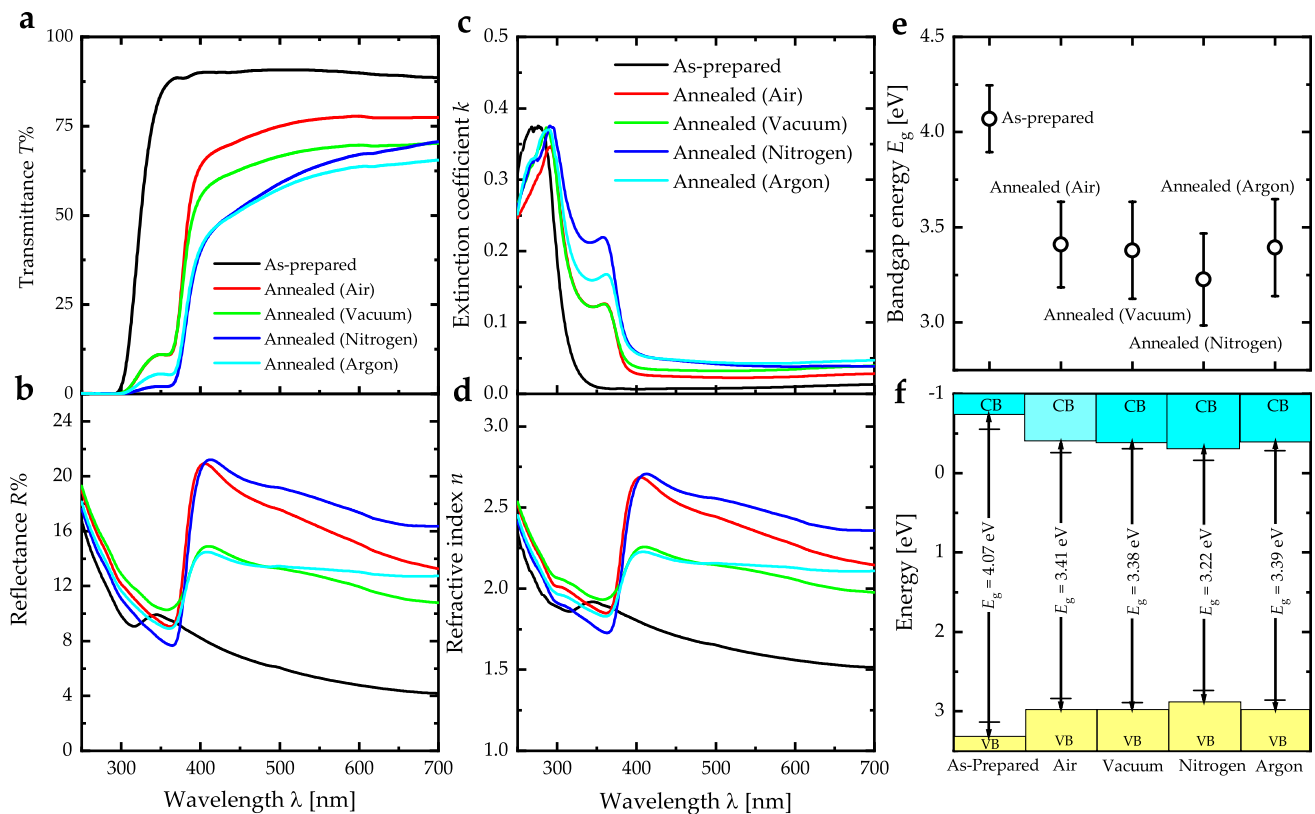 a
100
75
50
25
0
Transmittance T%
As-prepared
Annealed (Air)
Annealed (Vacuum)
Annealed (Nitrogen)
Annealed (Argon)
b
24
20
16
12
8
4
0
Reflectance R%
300
400
500
600
700
Wavelength λ [nm]
c
0.5
0.4
0.3
0.2
0.1
0.0
Extinction coefficient k
As-prepared
Annealed (Air)
Annealed (Vacuum)
Annealed (Nitrogen)
Annealed (Argon)
d
3.0
2.5
2.0
1.5
1.0
Refractive index n
300
400
500
600
700
Wavelength λ [nm]
e
4.5
4.0
3.5
3.0
Bandgap energy Eg [eV]
As-prepared
Annealed (Air)
Annealed (Argon)
Annealed (Vacuum)
Annealed (Nitrogen)
f
-1
0
1
2
3
Energy [eV]
CB
CB
CB
CB
CB
Eg = 4.07 eV
Eg = 3.41 eV
Eg = 3.38 eV
Eg = 3.22 eV
Eg = 3.39 eV
VB
VB
VB
VB
VB
As-Prepared
Air
Vacuum
Nitrogen
Argon